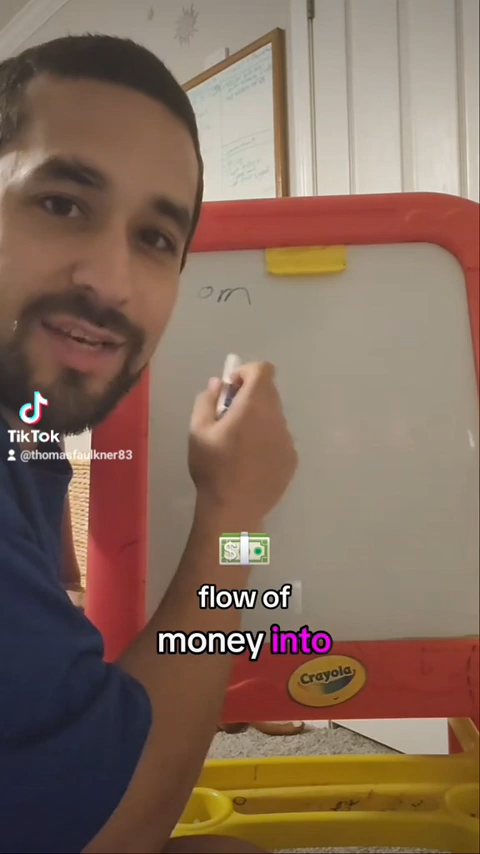 om
TikTok
@thomasfaulkner83
flow of
money into
Crayola